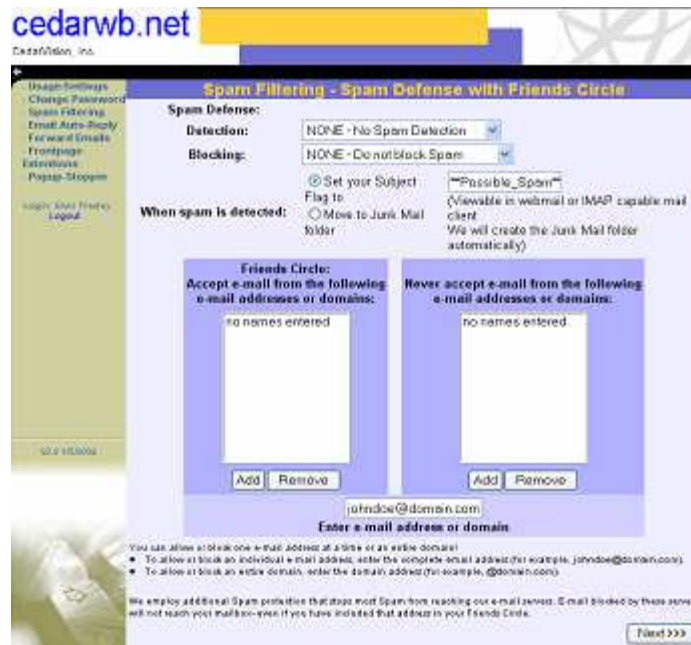 cedarwb.net
CedarVision, Inc.
Usage Settings
Change Password
Spam Filtering
Email Auto-Reply
Forward Emails
Frontpage
Extentions
Popup-Stopper
Logout
Spam Filtering - Spam Defense with Friends Circle
Spam Defense:
Detection: NONE - No Spam Detection
Blocking: NONE - Do not block Spam
When spam is detected:
Set your Subject Flag to
**Possible_Spam**
Move to Junk Mail folder
(Viewable in webmail or IMAP capable mail client
We will create the Junk Mail folder automatically)
Friends Circle:
Accept e-mail from the following
e-mail addresses or domains:
no names entered
Add Remove
Never accept e-mail from the following
e-mail addresses or domains:
no names entered
Add Remove
johndoe@domain.com
Enter e-mail address or domain
You can allow or block one e-mail address at a time or an entire domain!
To allow or block an individual e-mail address, enter the complete email address (for example, johndoe@domain.com).
To allow or block an entire domain, enter the domain address (for example, @domain.com).
We employ additional Spam protection that stops most Spam from reaching our e-mail servers. E-mail blocked by these serve
will not reach your mailbox--even if you have included that address in your Friends Circle.
Next >>>